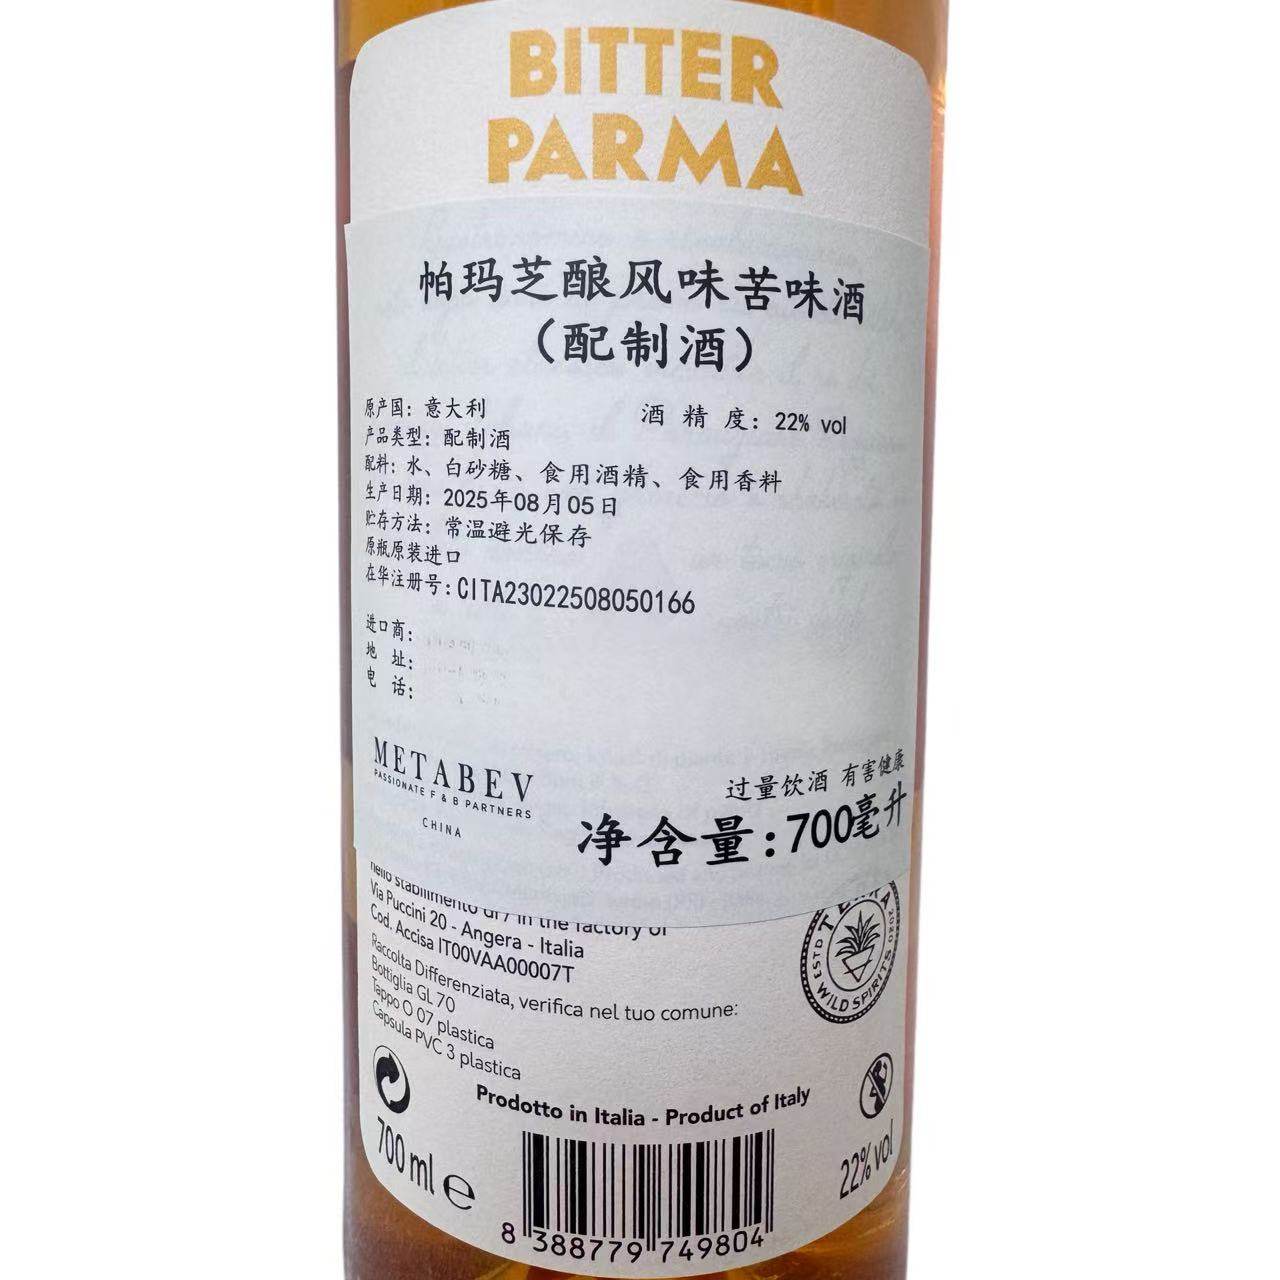 BITTER
PARMA
帕玛芝酿风味苦味酒
（配制酒）
原产国：意大利 酒 精 度：22% vol
产品类型：配制酒
配料：水、白砂糖、食用酒精、食用香料
生产日期：2025年08月05日
贮存方法：常温避光保存
原瓶原装进口
在华注册号：CITA23022508050166
进口商：
地 址：
电 话：
METABEV
PASSIONATE F & B PARTNERS
CHINA
过量饮酒 有害健康
净含量：700毫升
nello stabilimento di / in the factory of
Via Puccini 20 - Angera - Italia
Cod. Accisa IT00VAA00007T
Raccolta Differenziata, verifica nel tuo comune:
Bottiglia GL 70
Tappo O 07 plastica
Capsula PVC 3 plastica
ESTD 2020
WILD SPIRITS
Prodotto in Italia - Product of Italy
700 ml e
22% vol
8 388779 749804